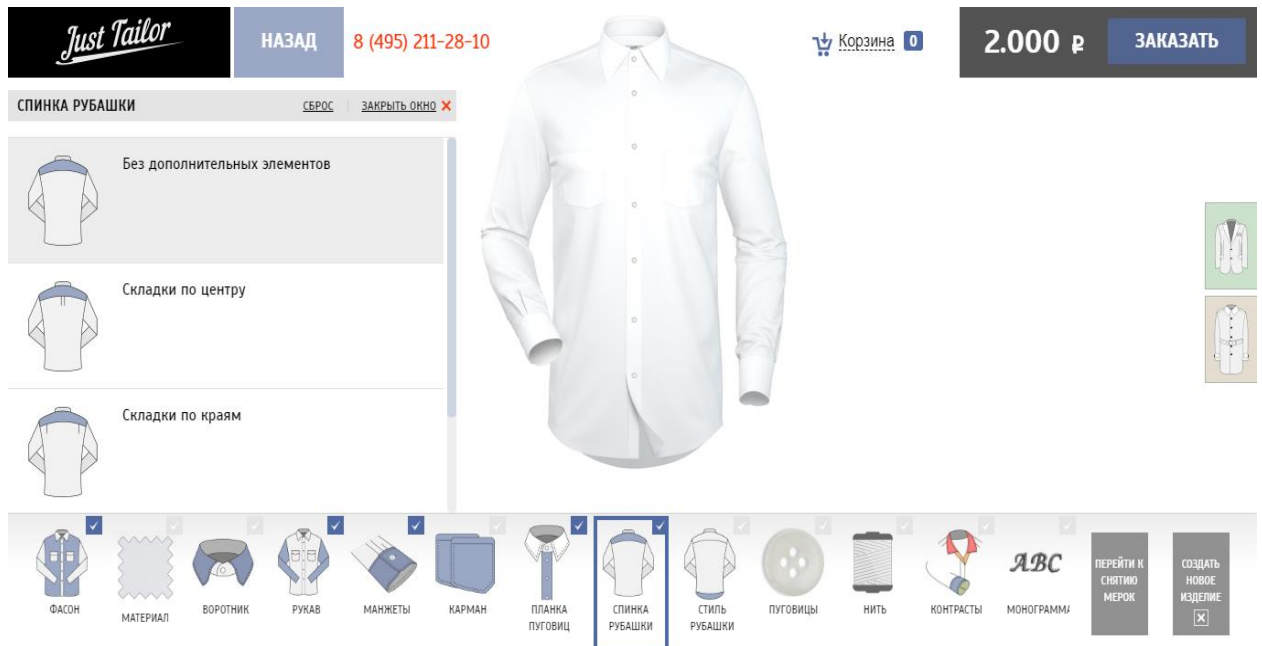 Just Tailor
НАЗАД
8 (495) 211-28-10
Корзина 0
2.000 ₽
ЗАКАЗАТЬ
СПИНКА РУБАШКИ
СБРОС
ЗАКРЫТЬ ОКНО
Без дополнительных элементов
Складки по центру
Складки по краям
ФАСОН
МАТЕРИАЛ
ВОРОТНИК
РУКАВ
МАНЖЕТЫ
КАРМАН
ПЛАНКА
ПУГОВИЦ
СПИНКА
РУБАШКИ
СТИЛЬ
РУБАШКИ
ПУГОВИЦЫ
НИТЬ
КОНТРАСТЫ
ABC
МОНОГРАММ
ПЕРЕЙТИ К
СНЯТИЮ
МЕРОК
СОЗДАТЬ
НОВОЕ
ИЗДЕЛИЕ